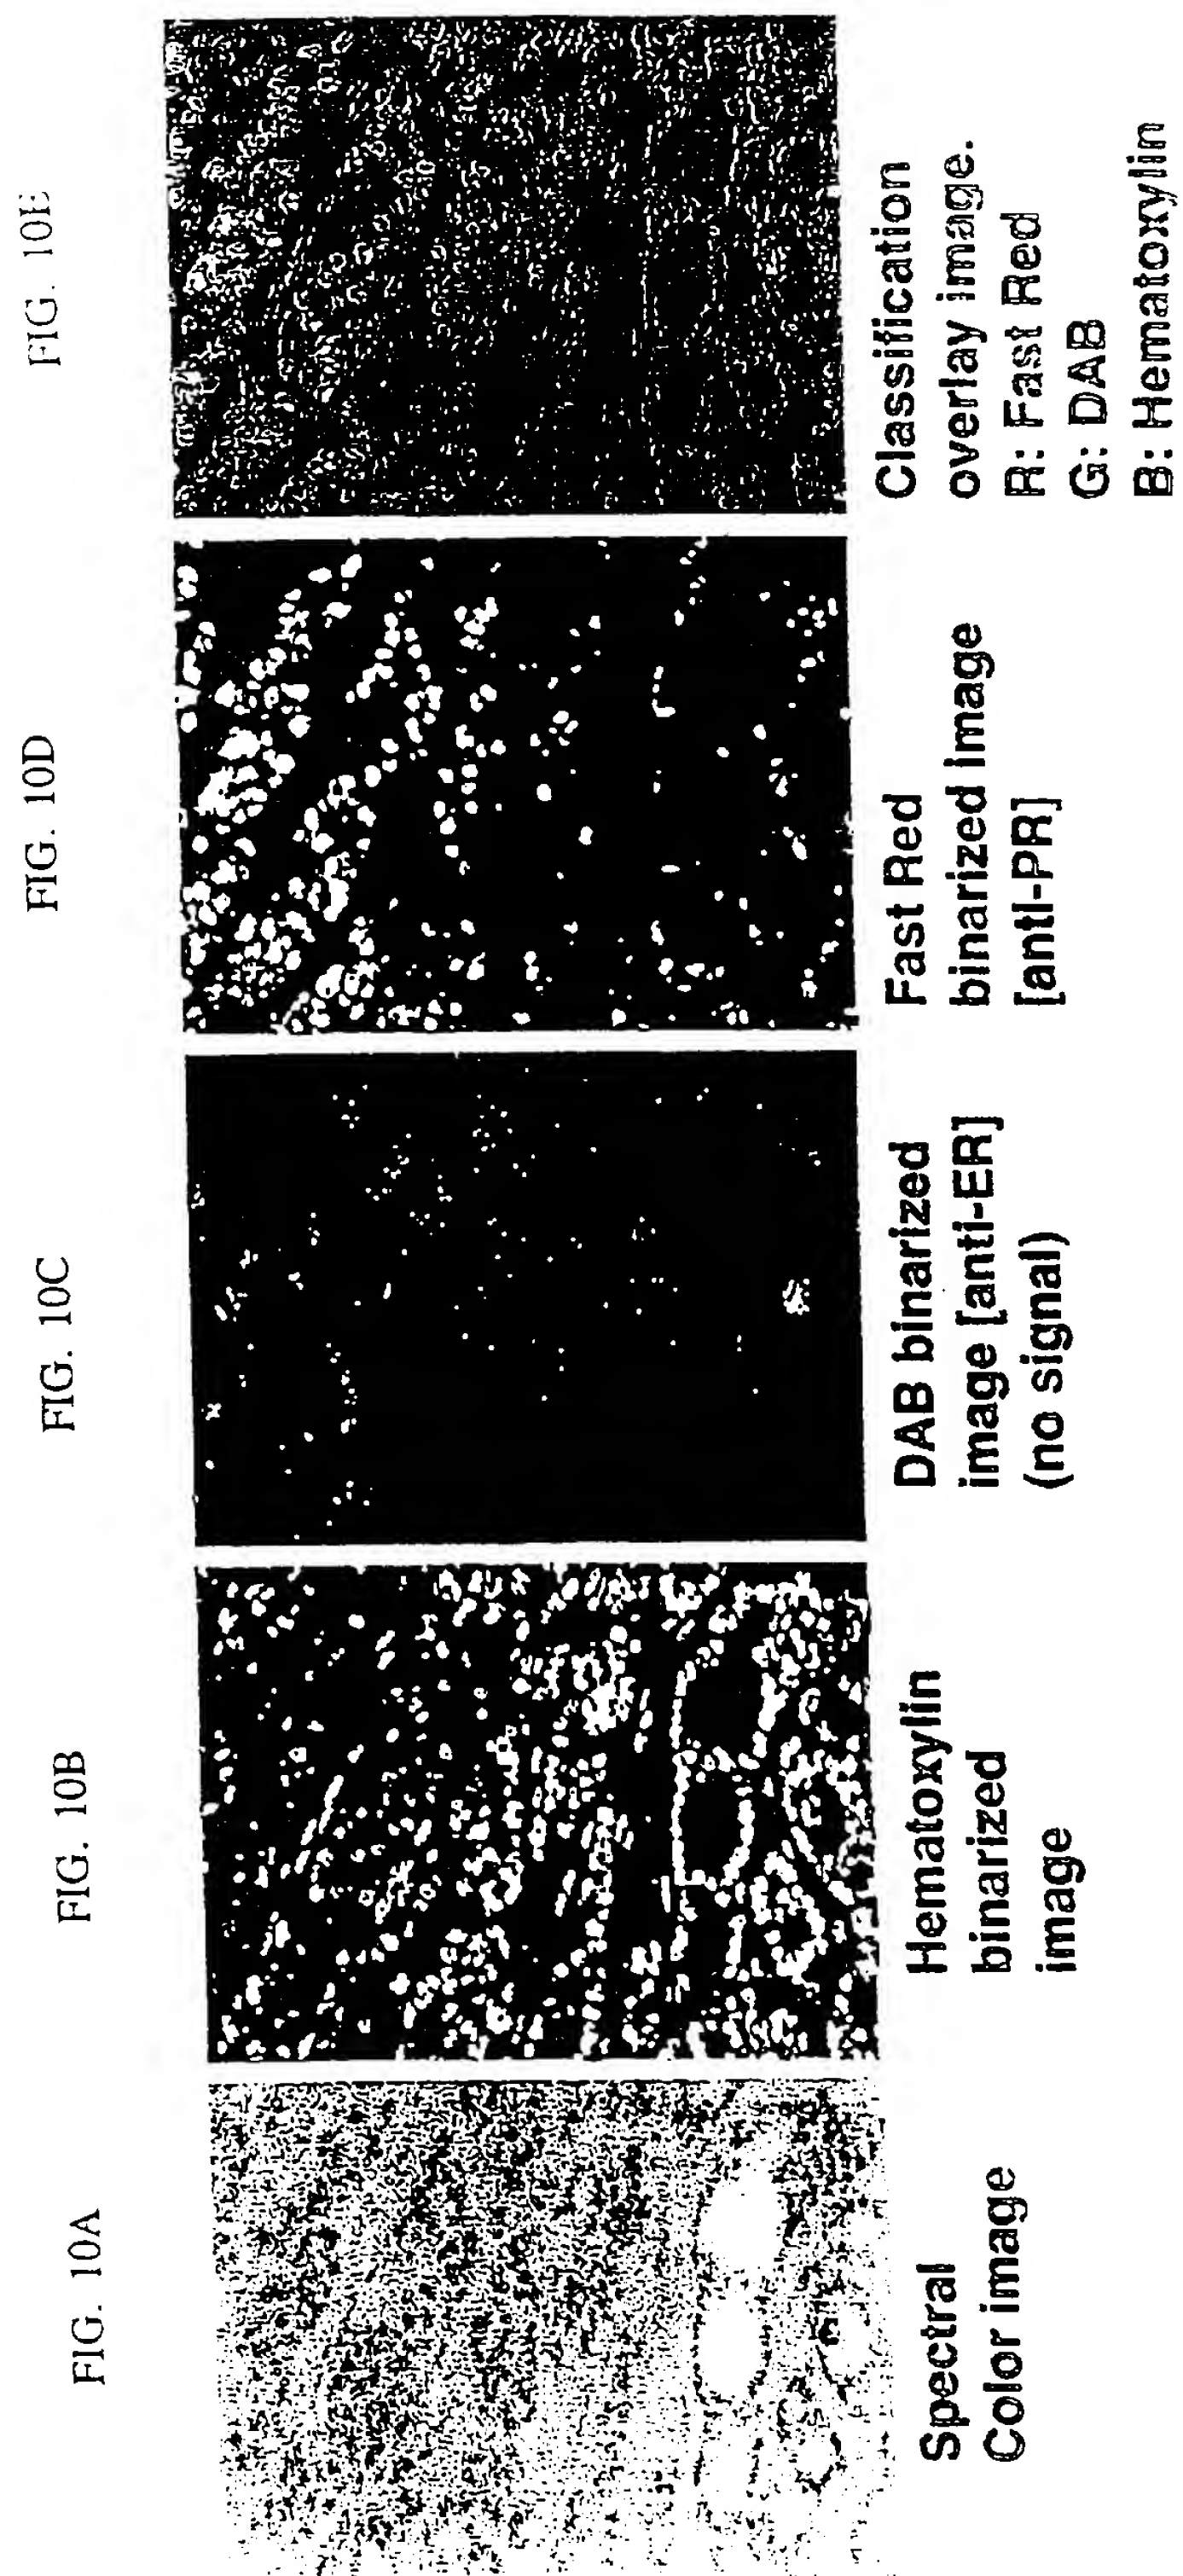 FIG. 10A
Spectral
Color image
FIG. 10B
Hematoxylin
binarized
image
FIG. 10C
DAB binarized
image [anti-ER]
(no signal)
FIG. 10D
Fast Red
binarized image
[anti-PR]
FIG. 10E
Classification
overlay image.
R: Fast Red
G: DAB
B: Hematoxylin